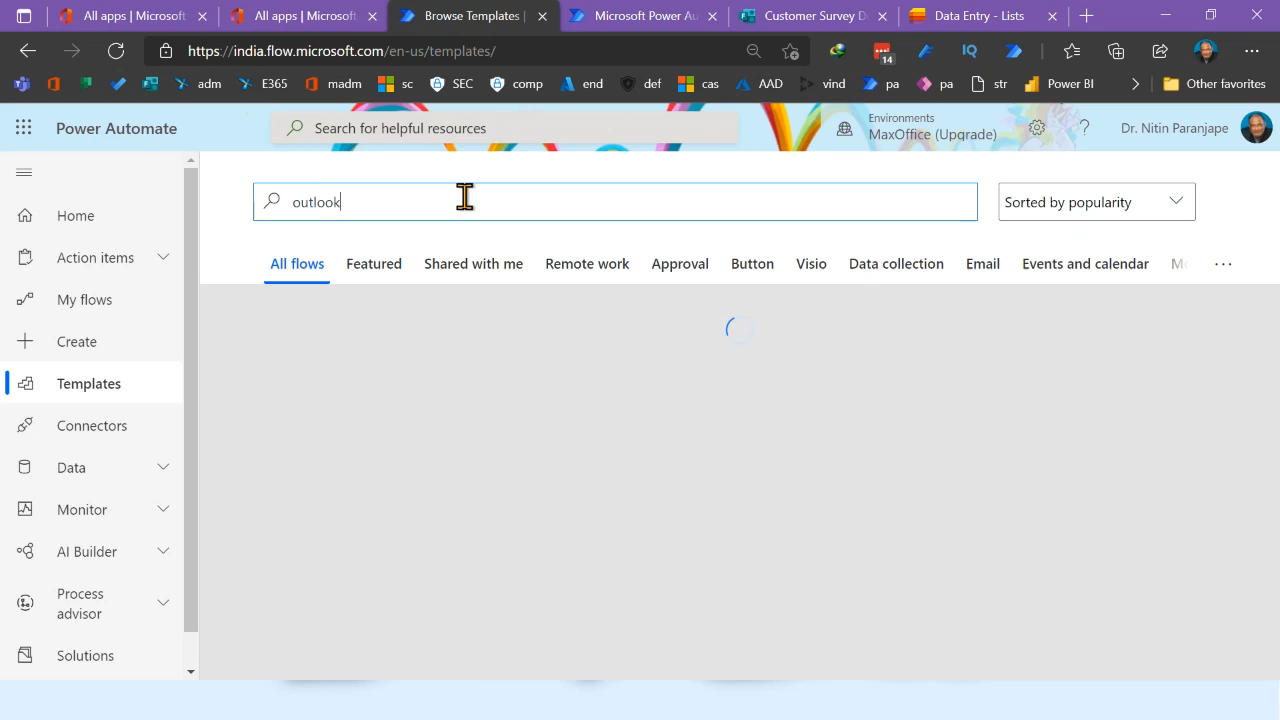 All apps | Microsoft
All apps | Microsoft
Browse Templates |
Microsoft Power Au
Customer Survey D
Data Entry - Lists
https://india.flow.microsoft.com/en-us/templates/
14
IQ
adm
E365
madm
sc
SEC
comp
end
def
cas
AAD
vind
pa
pa
str
Power BI
Other favorites
Power Automate
Search for helpful resources
Environments
MaxOffice (Upgrade)
Dr. Nitin Paranjape
outlook
Sorted by popularity
Home
Action items
My flows
Create
Templates
Connectors
Data
Monitor
AI Builder
Process
advisor
Solutions
All flows
Featured
Shared with me
Remote work
Approval
Button
Visio
Data collection
Email
Events and calendar